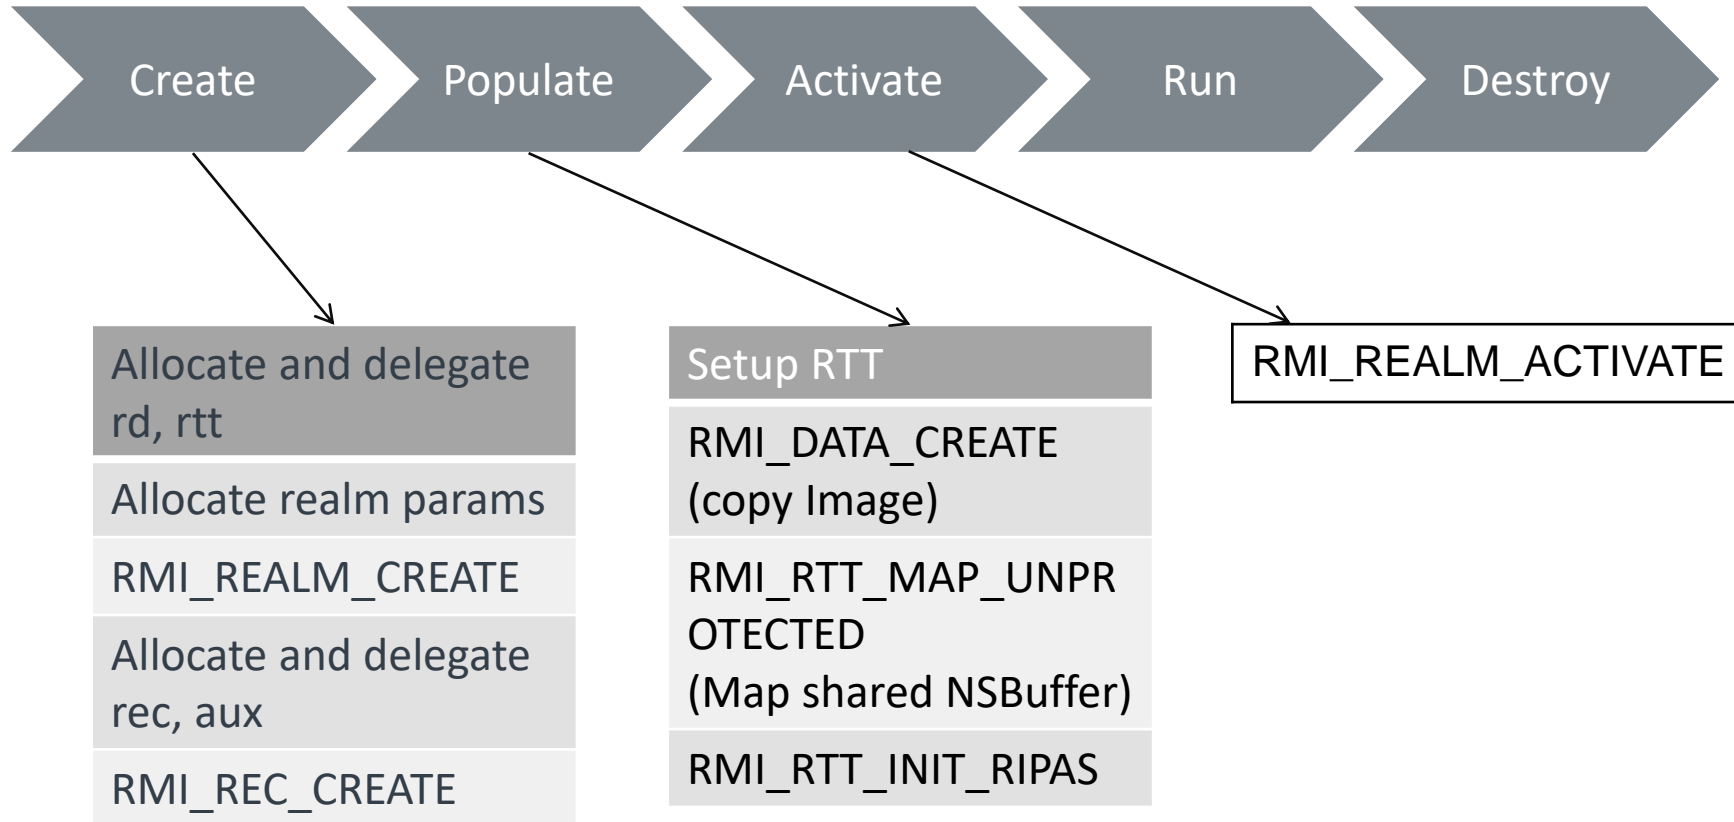 Create
Populate
Activate
Run
Destroy
Allocate and delegate
rd, rtt
Allocate realm params
RMI_REALM_CREATE
Allocate and delegate
rec, aux
RMI_REC_CREATE
Setup RTT
RMI_DATA_CREATE
(copy Image)
RMI_RTT_MAP_UNPR
OTECTED
(Map shared NSBuffer)
RMI_RTT_INIT_RIPAS
RMI_REALM_ACTIVATE